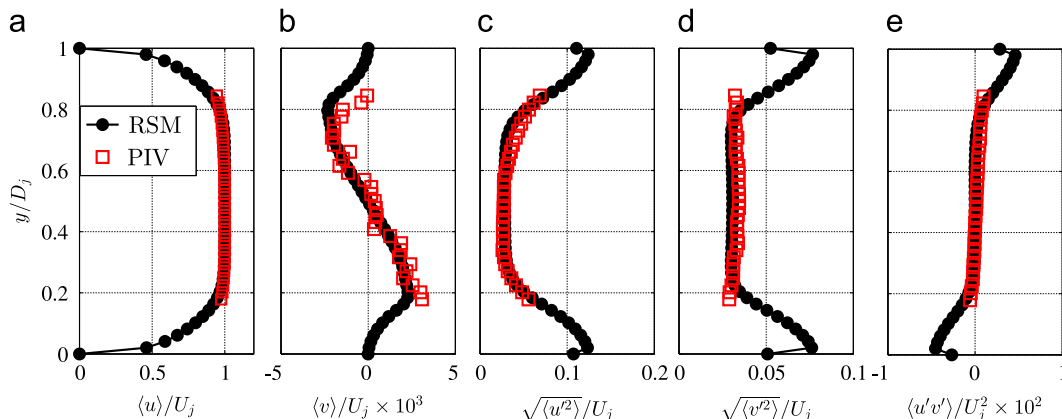 a b c d e
1
0.8
0.6
0.4
0.2
0
y/D_j
RSM
PIV
0 0.5 1
-5 0 5
0 0.1 0.2
0 0.05 0.1
-1 0 1
⟨u⟩/U_j
⟨v⟩/U_j × 10³
√⟨u′²⟩/U_j
√⟨v′²⟩/U_j
⟨u′v′⟩/U_j² × 10²